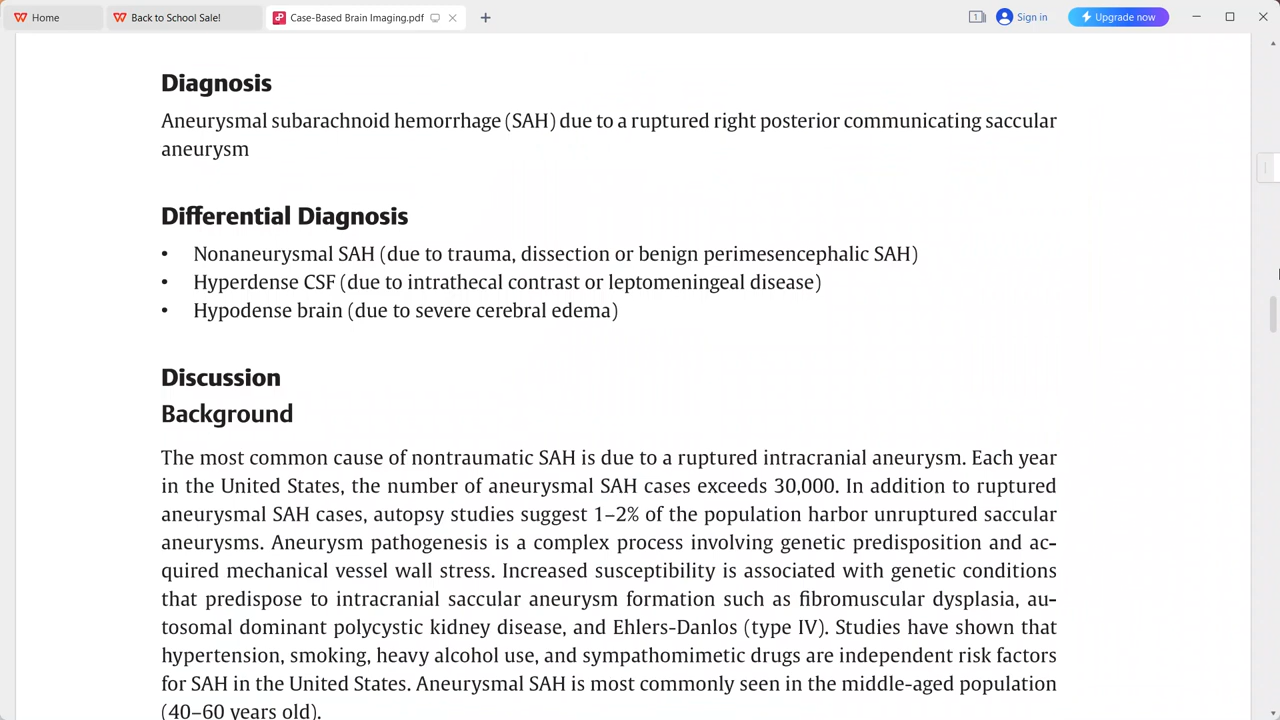 Home
Back to School Sale!
Case-Based Brain Imaging.pdf
1
Sign in
Upgrade now
Diagnosis
Aneurysmal subarachnoid hemorrhage (SAH) due to a ruptured right posterior communicating saccular
aneurysm
Differential Diagnosis
• Nonaneurysmal SAH (due to trauma, dissection or benign perimesencephalic SAH)
• Hyperdense CSF (due to intrathecal contrast or leptomeningeal disease)
• Hypodense brain (due to severe cerebral edema)
Discussion
Background
The most common cause of nontraumatic SAH is due to a ruptured intracranial aneurysm. Each year
in the United States, the number of aneurysmal SAH cases exceeds 30,000. In addition to ruptured
aneurysmal SAH cases, autopsy studies suggest 1–2% of the population harbor unruptured saccular
aneurysms. Aneurysm pathogenesis is a complex process involving genetic predisposition and ac-
quired mechanical vessel wall stress. Increased susceptibility is associated with genetic conditions
that predispose to intracranial saccular aneurysm formation such as fibromuscular dysplasia, au-
tosomal dominant polycystic kidney disease, and Ehlers-Danlos (type IV). Studies have shown that
hypertension, smoking, heavy alcohol use, and sympathomimetic drugs are independent risk factors
for SAH in the United States. Aneurysmal SAH is most commonly seen in the middle-aged population
(40–60 years old).